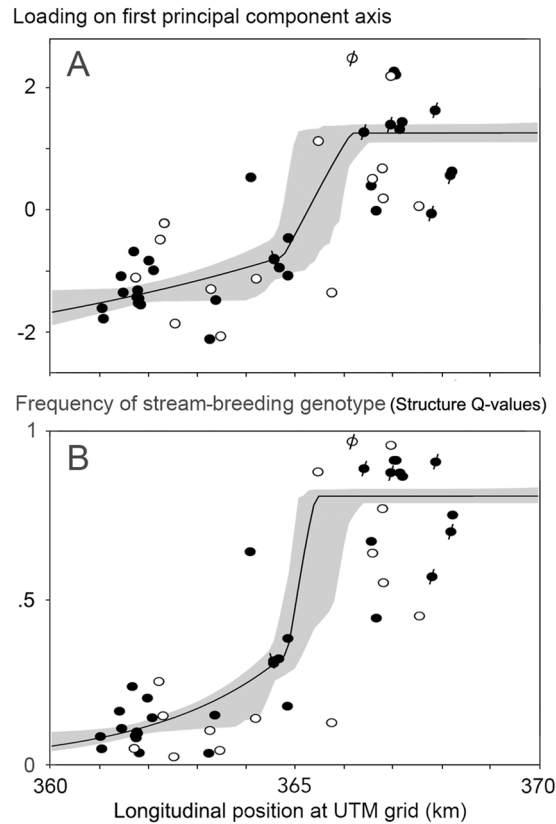 Loading on first principal component axis
A
2
0
-2
Frequency of stream-breeding genotype (Structure Q-values)
1
B
.5
0
360 365 370
Longitudinal position at UTM grid (km)